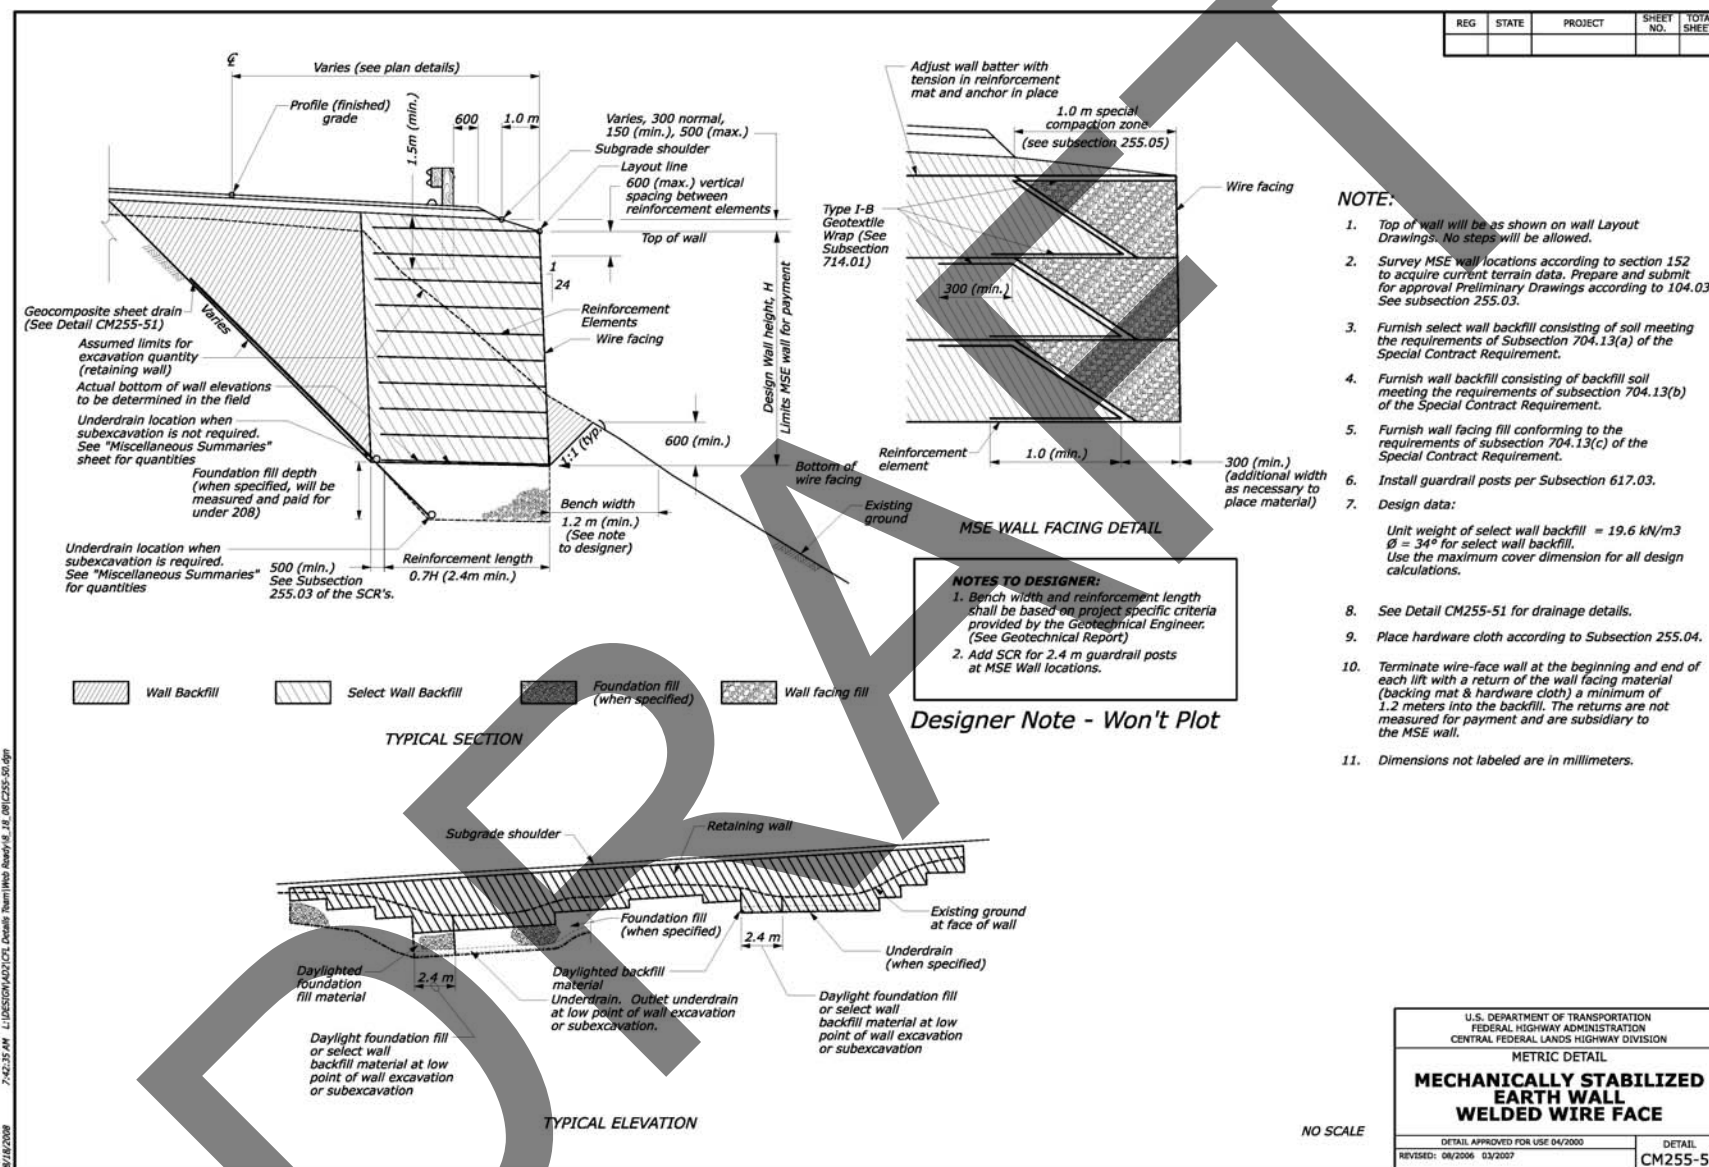 REG STATE PROJECT SHEET NO. TOTA SHEE
℄
Varies (see plan details)
Profile (finished)
grade
1.5m (min.)
600
1.0 m
Varies, 300 normal,
150 (min.), 500 (max.)
Subgrade shoulder
Layout line
600 (max.) vertical
spacing between
reinforcement elements
Top of wall
1
24
Design Wall height, H
Limits MSE wall for payment
Reinforcement
Elements
Wire facing
Geocomposite sheet drain
(See Detail CM255-51)
Varies
Assumed limits for
excavation quantity
(retaining wall)
Actual bottom of wall elevations
to be determined in the field
Underdrain location when
subexcavation is not required.
See "Miscellaneous Summaries"
sheet for quantities
Foundation fill depth
(when specified, will be
measured and paid for
under 208)
Underdrain location when
subexcavation is required.
See "Miscellaneous Summaries"
for quantities
500 (min.)
See Subsection
255.03 of the SCR's.
Reinforcement length
0.7H (2.4m min.)
Bench width
1.2 m (min.)
(See note
to designer)
1:1 (typ.)
600 (min.)
Bottom of
wire facing
Existing
ground
Wall Backfill
Select Wall Backfill
Foundation fill
(when specified)
Wall facing fill
TYPICAL SECTION
Adjust wall batter with
tension in reinforcement
mat and anchor in place
1.0 m special
compaction zone
(see subsection 255.05)
Wire facing
Type I-B
Geotextile
Wrap (See
Subsection
714.01)
300 (min.)
Reinforcement
element
1.0 (min.)
300 (min.)
(additional width
as necessary to
place material)
MSE WALL FACING DETAIL
NOTES TO DESIGNER:
1. Bench width and reinforcement length
shall be based on project specific criteria
provided by the Geotechnical Engineer.
(See Geotechnical Report)
2. Add SCR for 2.4 m guardrail posts
at MSE Wall locations.
Designer Note - Won't Plot
NOTE:
1. Top of wall will be as shown on wall Layout
Drawings. No steps will be allowed.
2. Survey MSE wall locations according to section 152
to acquire current terrain data. Prepare and submit
for approval Preliminary Drawings according to 104.03
See subsection 255.03.
3. Furnish select wall backfill consisting of soil meeting
the requirements of Subsection 704.13(a) of the
Special Contract Requirement.
4. Furnish wall backfill consisting of backfill soil
meeting the requirements of subsection 704.13(b)
of the Special Contract Requirement.
5. Furnish wall facing fill conforming to the
requirements of subsection 704.13(c) of the
Special Contract Requirement.
6. Install guardrail posts per Subsection 617.03.
7. Design data:
Unit weight of select wall backfill = 19.6 kN/m3
Ø = 34° for select wall backfill.
Use the maximum cover dimension for all design
calculations.
8. See Detail CM255-51 for drainage details.
9. Place hardware cloth according to Subsection 255.04.
10. Terminate wire-face wall at the beginning and end of
each lift with a return of the wall facing material
(backing mat & hardware cloth) a minimum of
1.2 meters into the backfill. The returns are not
measured for payment and are subsidiary to
the MSE wall.
11. Dimensions not labeled are in millimeters.
Subgrade shoulder
Retaining wall
Foundation fill
(when specified)
2.4 m
Existing ground
at face of wall
Underdrain
(when specified)
Daylighted
foundation
fill material
2.4 m
Daylighted backfill
material
Underdrain. Outlet underdrain
at low point of wall excavation
or subexcavation.
Daylight foundation fill
or select wall
backfill material at low
point of wall excavation
or subexcavation
Daylight foundation fill
or select wall
backfill material at low
point of wall excavation
or subexcavation
TYPICAL ELEVATION
NO SCALE
U.S. DEPARTMENT OF TRANSPORTATION
FEDERAL HIGHWAY ADMINISTRATION
CENTRAL FEDERAL LANDS HIGHWAY DIVISION
METRIC DETAIL
MECHANICALLY STABILIZED
EARTH WALL
WELDED WIRE FACE
DETAIL APPROVED FOR USE 04/2000
REVISED: 08/2006 03/2007
DETAIL
CM255-5
DRAFT
7:42:35 AM
8/18/2008